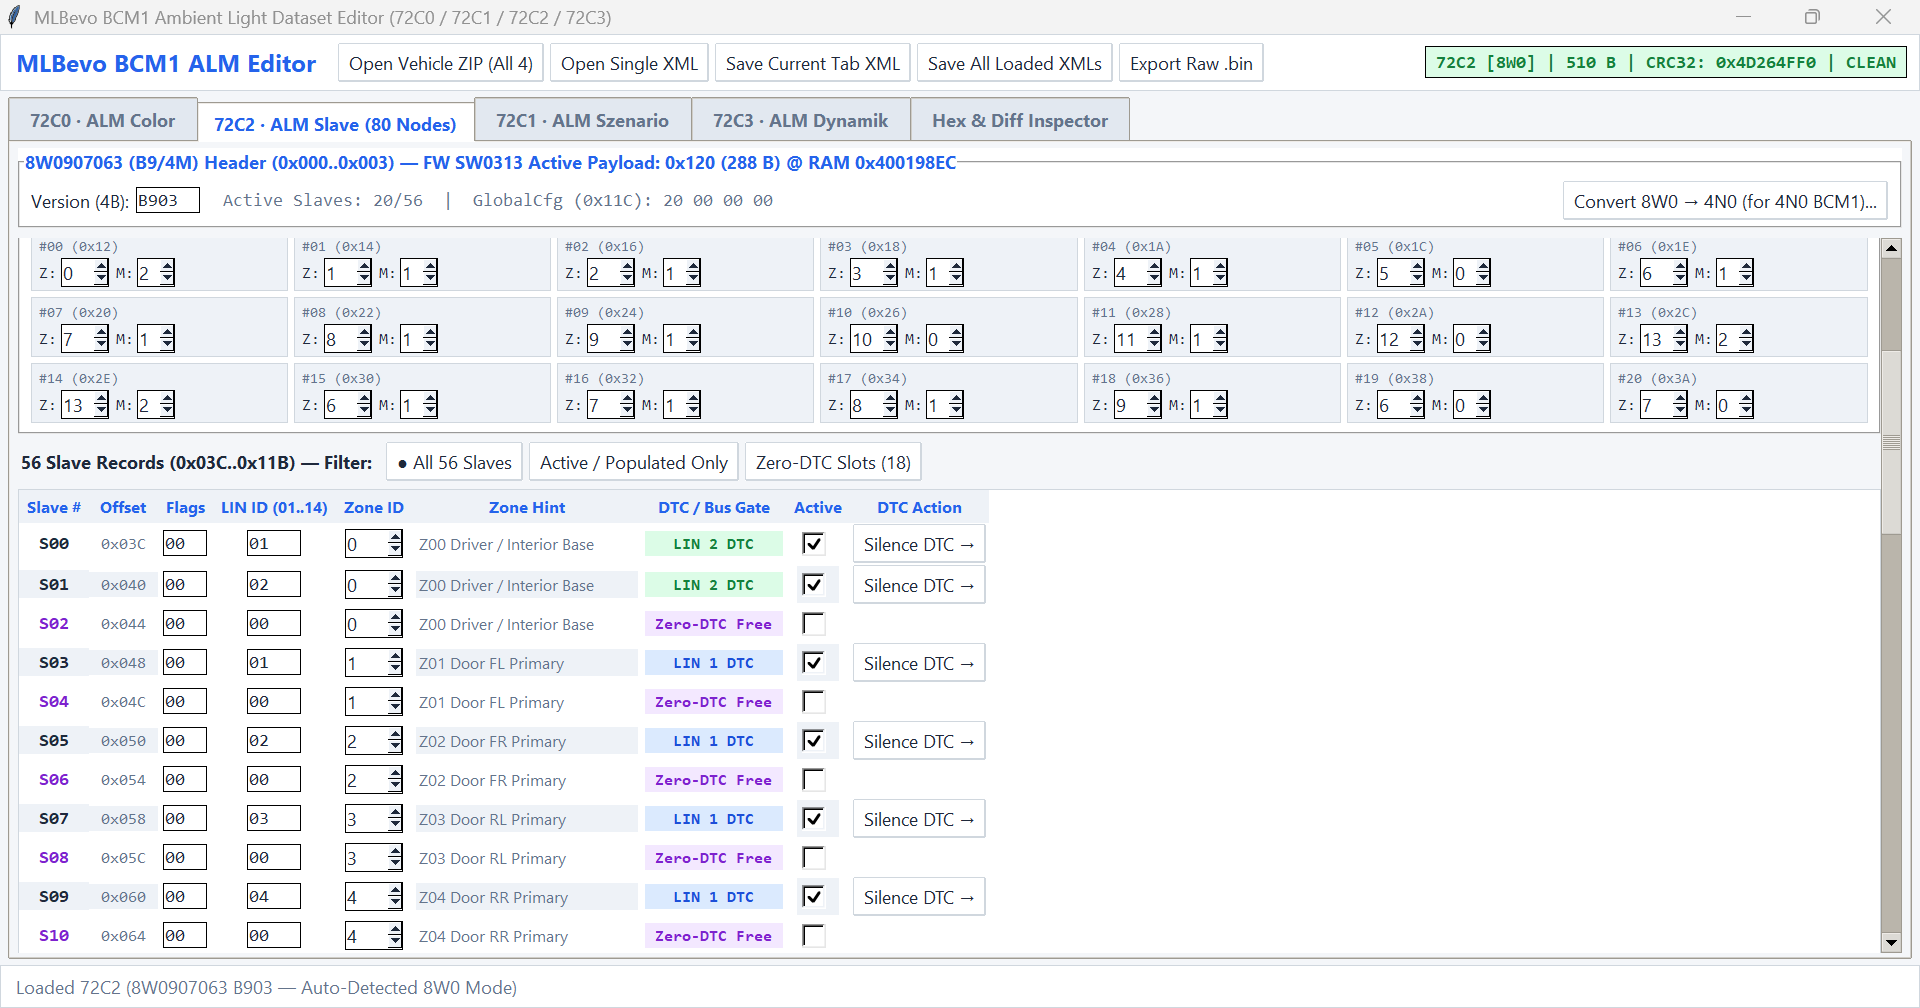 MLBevo BCM1 Ambient Light Dataset Editor (72C0 / 72C1 / 72C2 / 72C3)
MLBevo BCM1 ALM Editor Open Vehicle ZIP (All 4) Open Single XML Save Current Tab XML Save All Loaded XMLs Export Raw .bin 72C2 [8W0] | 510 B | CRC32: 0x4D264FF0 | CLEAN
72C0 · ALM Color 72C2 · ALM Slave (80 Nodes) 72C1 · ALM Szenario 72C3 · ALM Dynamik Hex & Diff Inspector
8W0907063 (B9/4M) Header (0x000..0x003) — FW SW0313 Active Payload: 0x120 (288 B) @ RAM 0x400198EC
Version (4B): B903 Active Slaves: 20/56 | GlobalCfg (0x11C): 20 00 00 00 Convert 8W0 → 4N0 (for 4N0 BCM1)...
#00 (0x12) #01 (0x14) #02 (0x16) #03 (0x18) #04 (0x1A) #05 (0x1C) #06 (0x1E)
Z: 0 M: 2 Z: 1 M: 1 Z: 2 M: 1 Z: 3 M: 1 Z: 4 M: 1 Z: 5 M: 0 Z: 6 M: 1
#07 (0x20) #08 (0x22) #09 (0x24) #10 (0x26) #11 (0x28) #12 (0x2A) #13 (0x2C)
Z: 7 M: 1 Z: 8 M: 1 Z: 9 M: 1 Z: 10 M: 0 Z: 11 M: 1 Z: 12 M: 0 Z: 13 M: 2
#14 (0x2E) #15 (0x30) #16 (0x32) #17 (0x34) #18 (0x36) #19 (0x38) #20 (0x3A)
Z: 13 M: 2 Z: 6 M: 1 Z: 7 M: 1 Z: 8 M: 1 Z: 9 M: 1 Z: 6 M: 0 Z: 7 M: 0
56 Slave Records (0x03C..0x11B) — Filter: ● All 56 Slaves Active / Populated Only Zero-DTC Slots (18)
Slave # Offset Flags LIN ID (01..14) Zone ID Zone Hint DTC / Bus Gate Active DTC Action
S00 0x03C 00 01 0 Z00 Driver / Interior Base LIN 2 DTC Silence DTC →
S01 0x040 00 02 0 Z00 Driver / Interior Base LIN 2 DTC Silence DTC →
S02 0x044 00 00 0 Z00 Driver / Interior Base Zero-DTC Free
S03 0x048 00 01 1 Z01 Door FL Primary LIN 1 DTC Silence DTC →
S04 0x04C 00 00 1 Z01 Door FL Primary Zero-DTC Free
S05 0x050 00 02 2 Z02 Door FR Primary LIN 1 DTC Silence DTC →
S06 0x054 00 00 2 Z02 Door FR Primary Zero-DTC Free
S07 0x058 00 03 3 Z03 Door RL Primary LIN 1 DTC Silence DTC →
S08 0x05C 00 00 3 Z03 Door RL Primary Zero-DTC Free
S09 0x060 00 04 4 Z04 Door RR Primary LIN 1 DTC Silence DTC →
S10 0x064 00 00 4 Z04 Door RR Primary Zero-DTC Free
Loaded 72C2 (8W0907063 B903 — Auto-Detected 8W0 Mode)